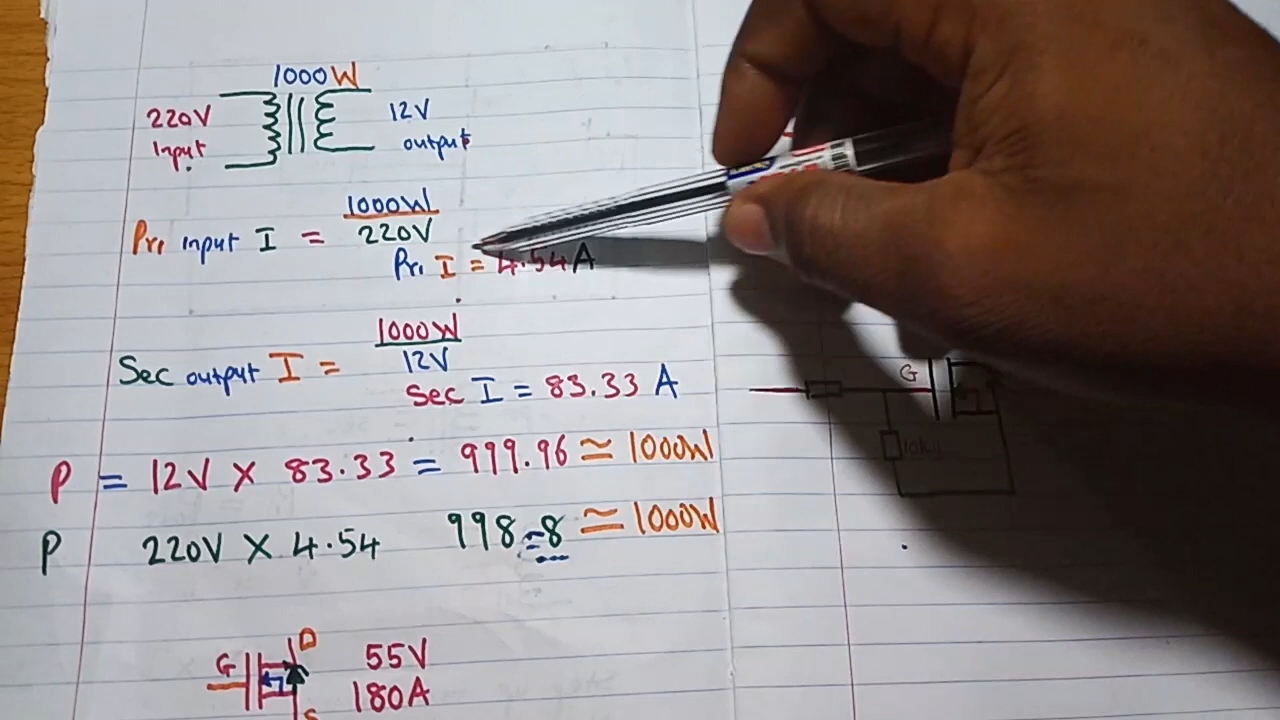 1000W
220V
Input
12V
output
Pri input I = 1000W
220V
Pri I = 4.54A
Sec output I = 1000W
12V
Sec I = 83.33 A
P = 12V X 83.33 = 999.96 ≃ 1000W
P 220V X 4.54 998.8 ≃ 1000W
G D 55V
180A
S
G
10k